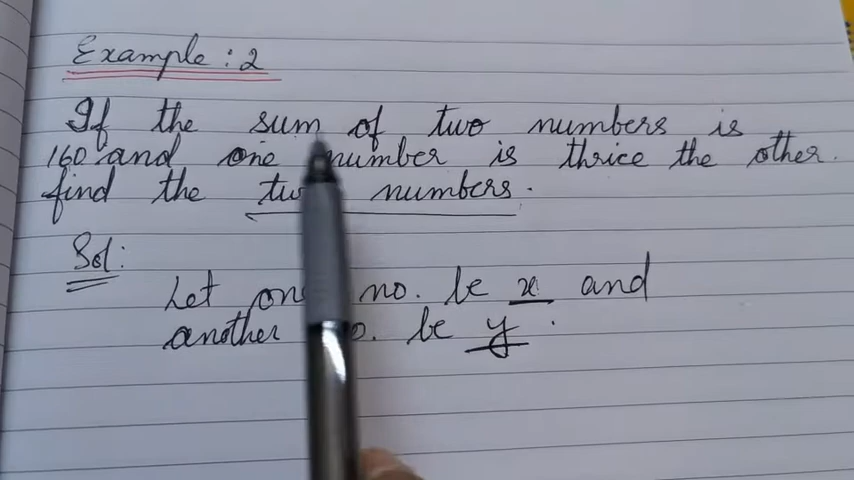 Example : 2
If the sum of two numbers is
160 and one number is thrice the other.
find the numbers.
Sol:
Let no. be x and
another be y.